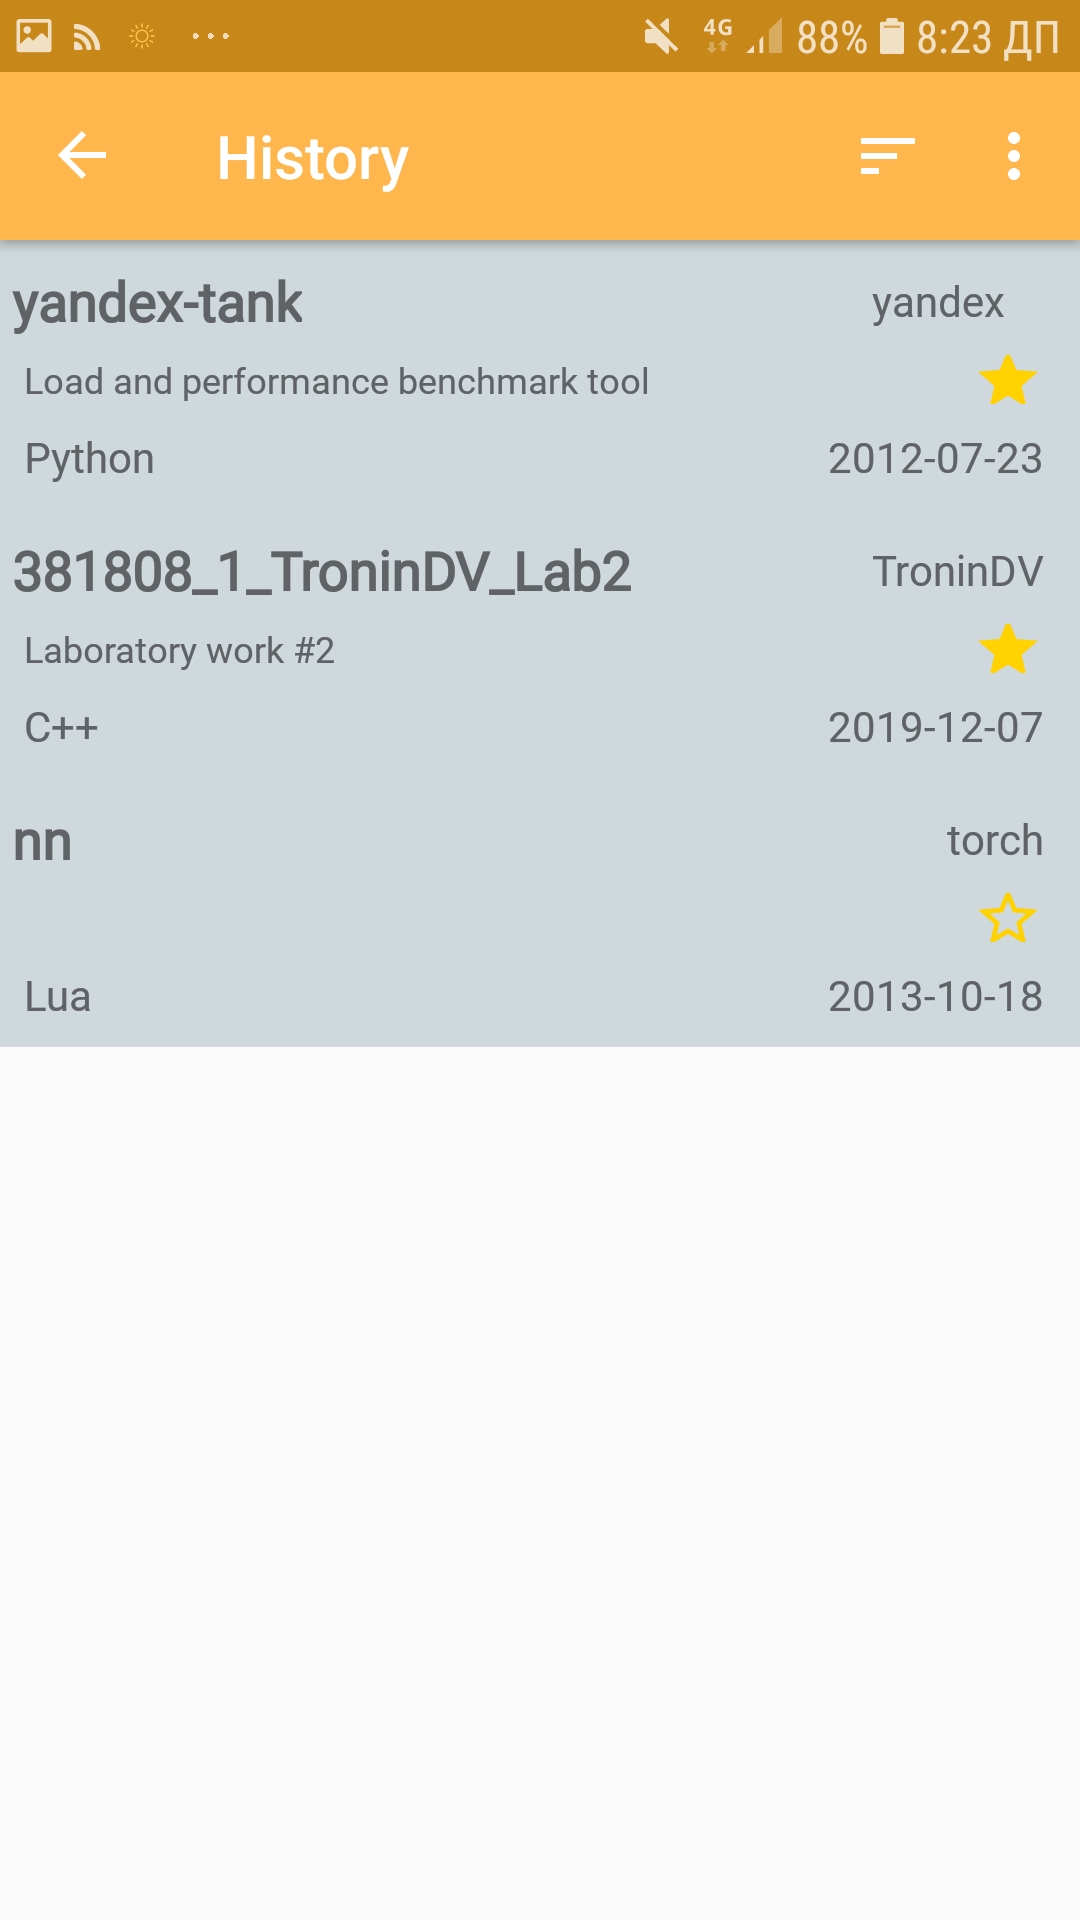 4G 88% 8:23 ДП
History
yandex-tank yandex
Load and performance benchmark tool
Python 2012-07-23
381808_1_TroninDV_Lab2 TroninDV
Laboratory work #2
C++ 2019-12-07
nn torch
Lua 2013-10-18